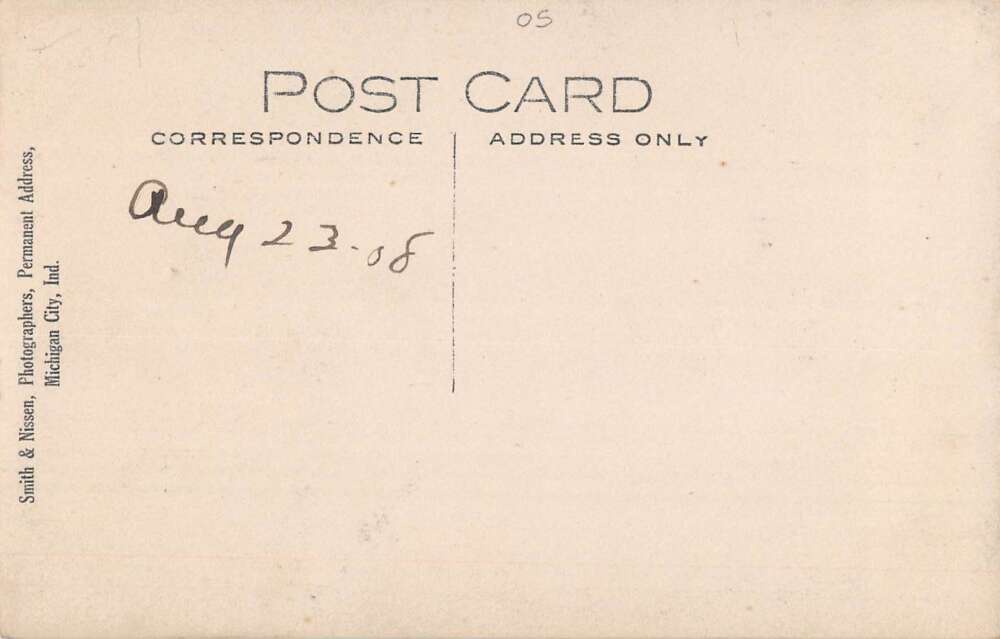 05
POST CARD
CORRESPONDENCE
ADDRESS ONLY
Aug 23-08
Smith & Nissen, Photographers, Permanent Address,
Michigan City, Ind.